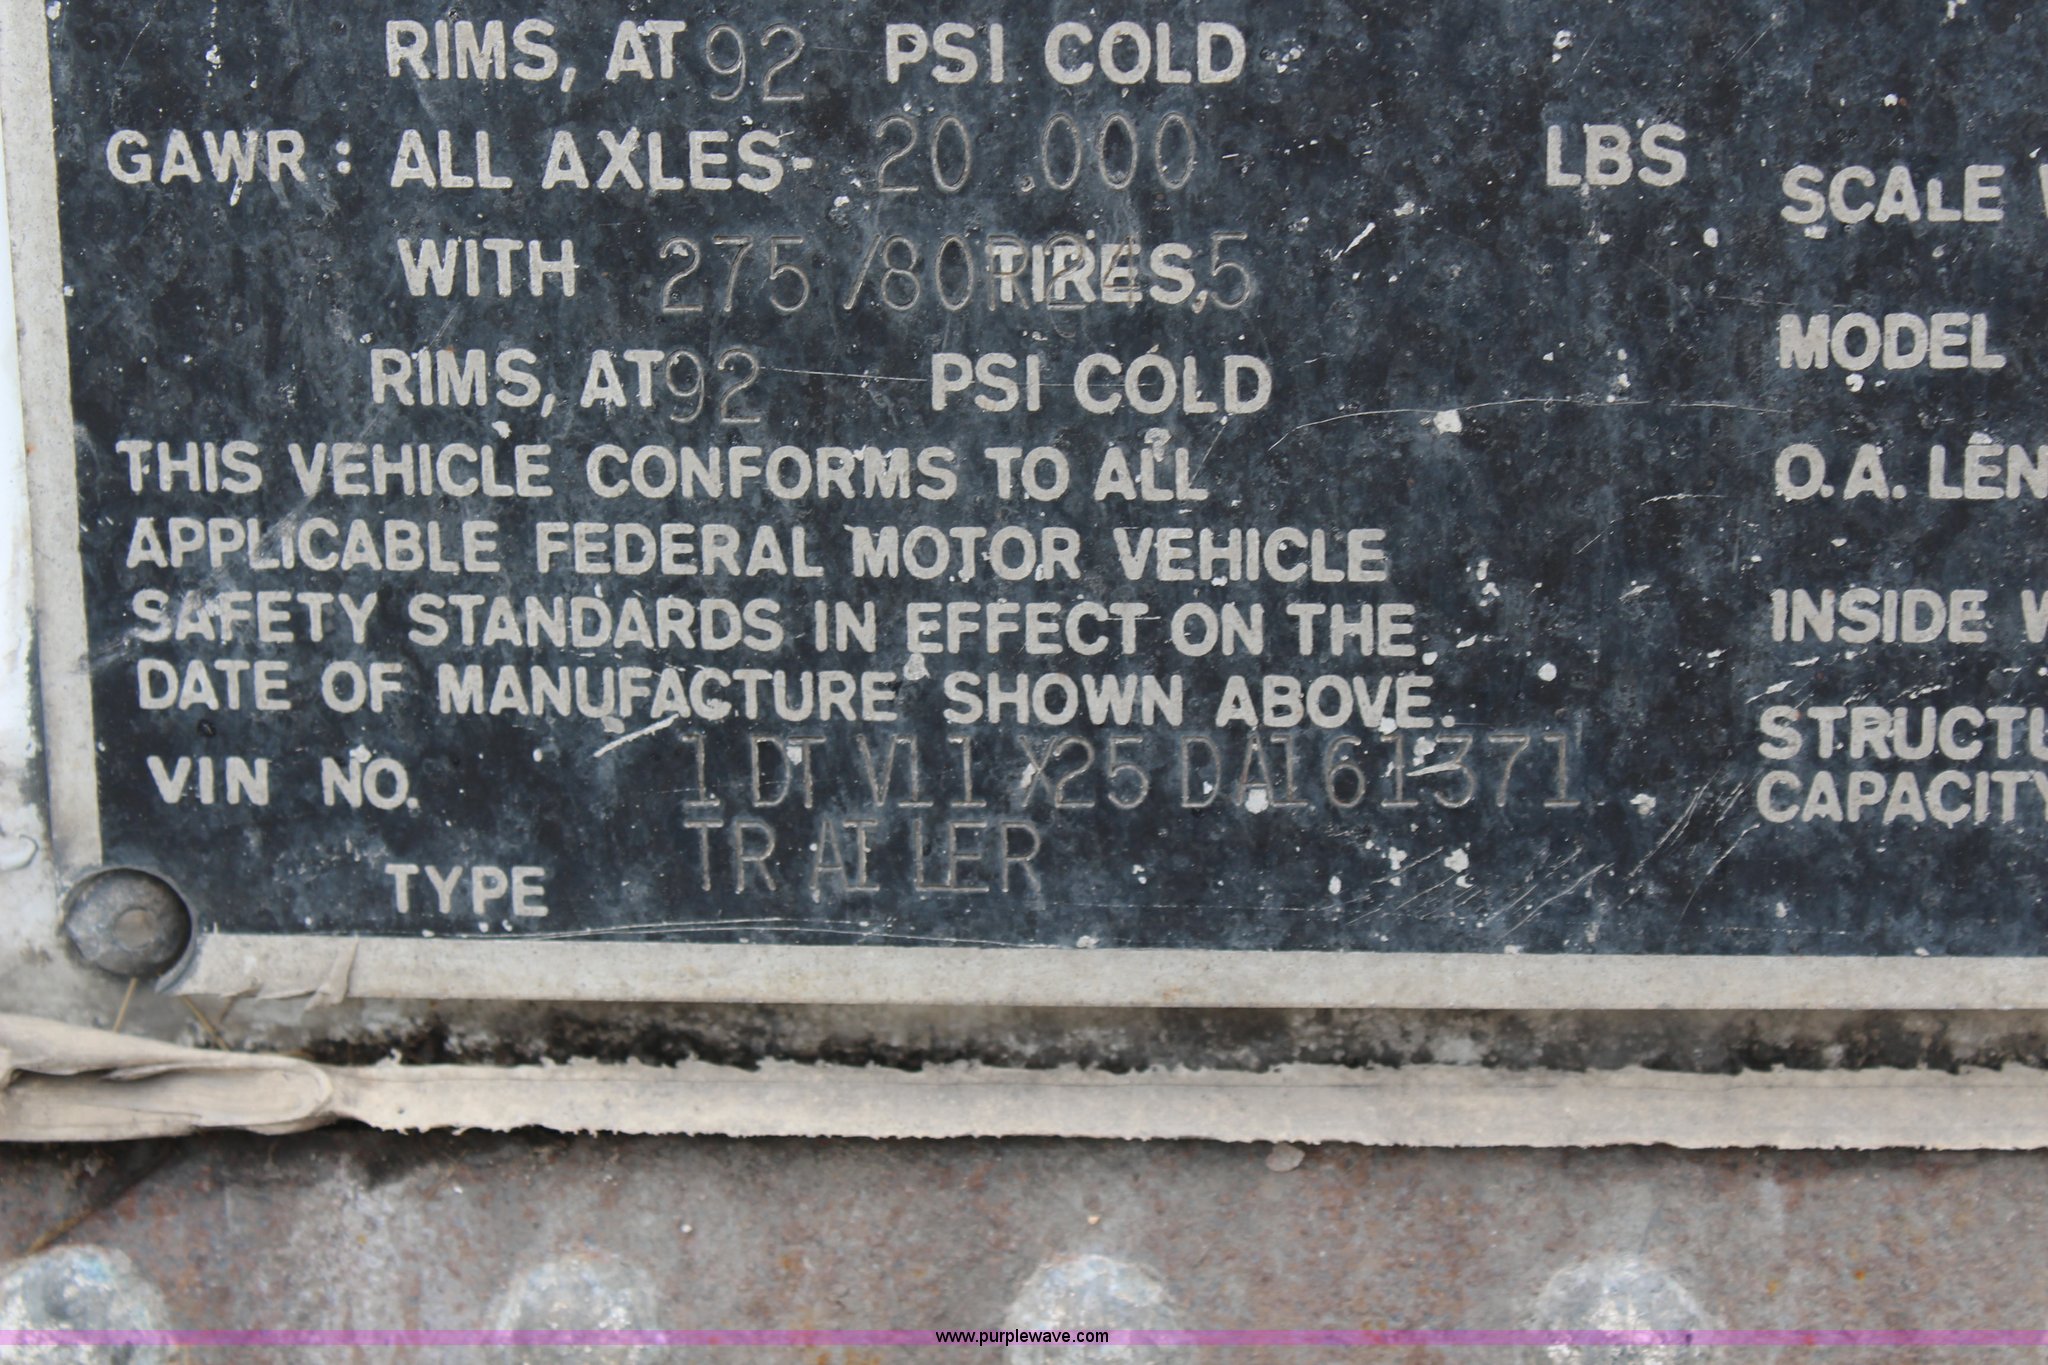 RIMS, AT 92 PSI COLD
GAWR: ALL AXLES- 20,000 LBS
WITH 275/80R24.5 TIRES,
RIMS, AT 92 PSI COLD
THIS VEHICLE CONFORMS TO ALL
APPLICABLE FEDERAL MOTOR VEHICLE
SAFETY STANDARDS IN EFFECT ON THE
DATE OF MANUFACTURE SHOWN ABOVE.
VIN NO. 1DTV11X25DA161371
TYPE TRAILER
SCALE
MODEL
O.A. LEN
INSIDE W
STRUCTU
CAPACITY
www.purplewave.com